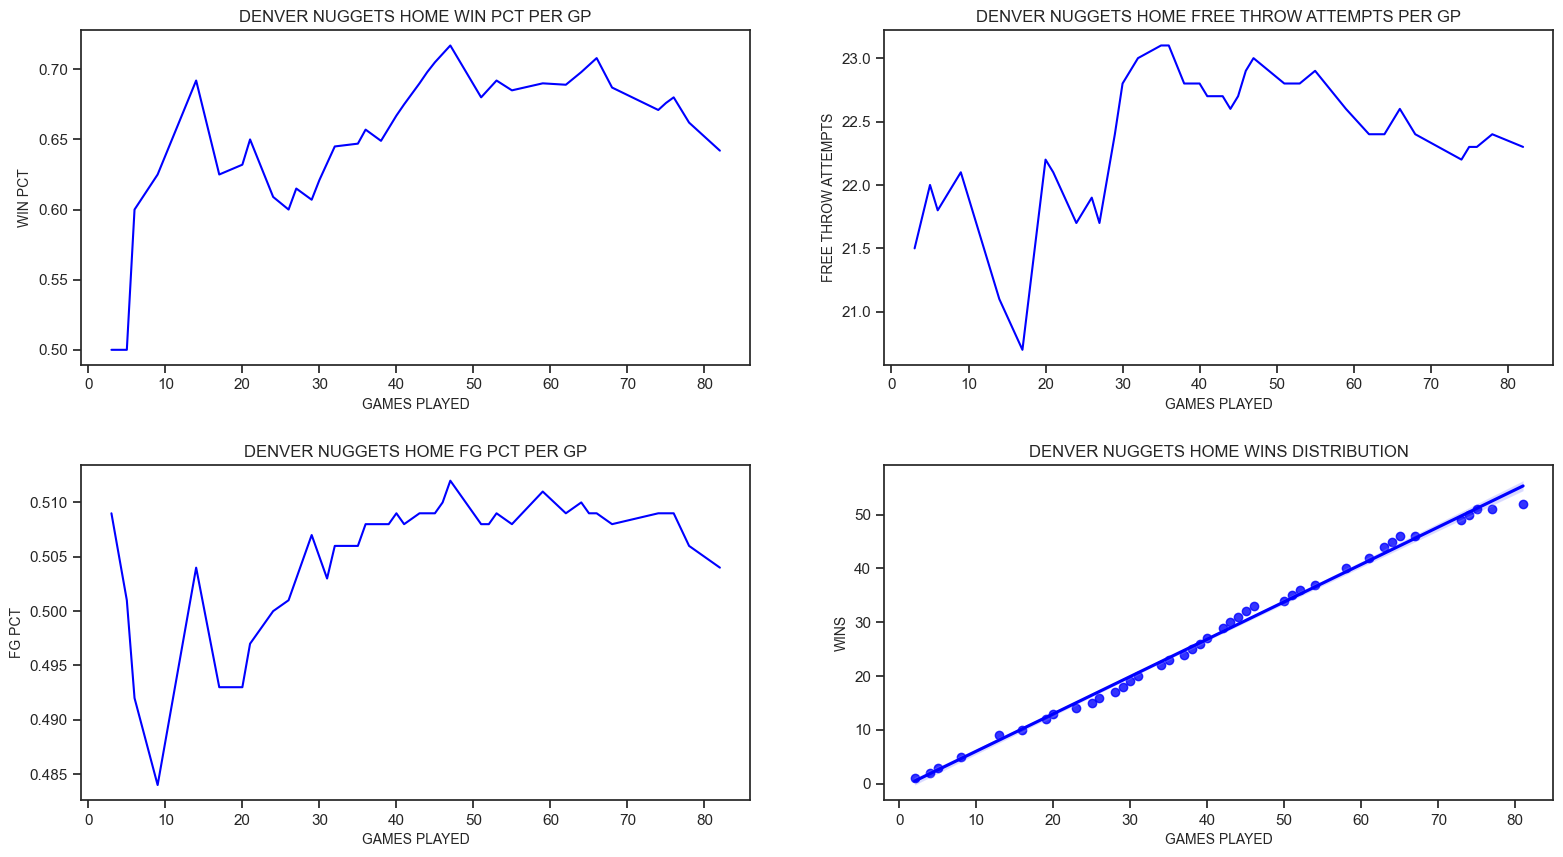 DENVER NUGGETS HOME WIN PCT PER GP
WIN PCT
0.70
0.65
0.60
0.55
0.50
0 10 20 30 40 50 60 70 80
GAMES PLAYED
DENVER NUGGETS HOME FREE THROW ATTEMPTS PER GP
FREE THROW ATTEMPTS
23.0
22.5
22.0
21.5
21.0
0 10 20 30 40 50 60 70 80
GAMES PLAYED
DENVER NUGGETS HOME FG PCT PER GP
FG PCT
0.510
0.505
0.500
0.495
0.490
0.485
0 10 20 30 40 50 60 70 80
GAMES PLAYED
DENVER NUGGETS HOME WINS DISTRIBUTION
WINS
50
40
30
20
10
0
0 10 20 30 40 50 60 70 80
GAMES PLAYED